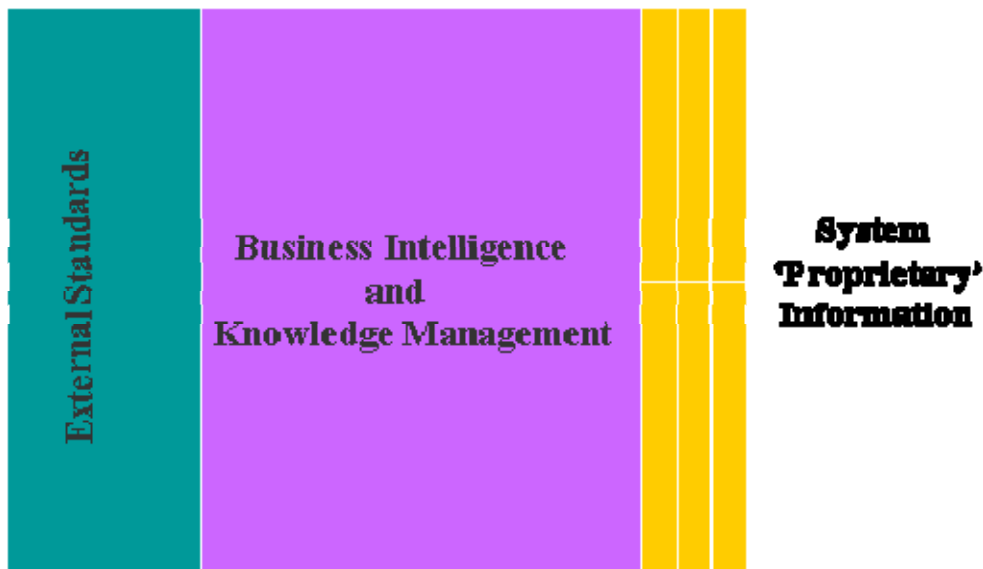 External Standards
Business Intelligence
and
Knowledge Management
System
‘Proprietary’
Information